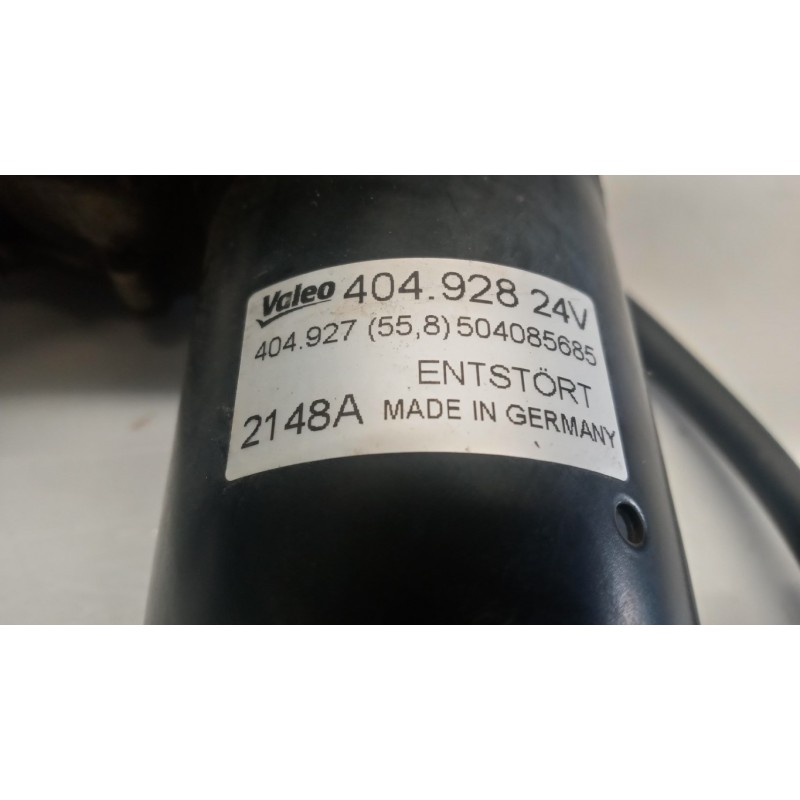 Valeo 404.928 24V
404.927 (55,8) 504085685
ENTSTÖRT
2148A MADE IN GERMANY